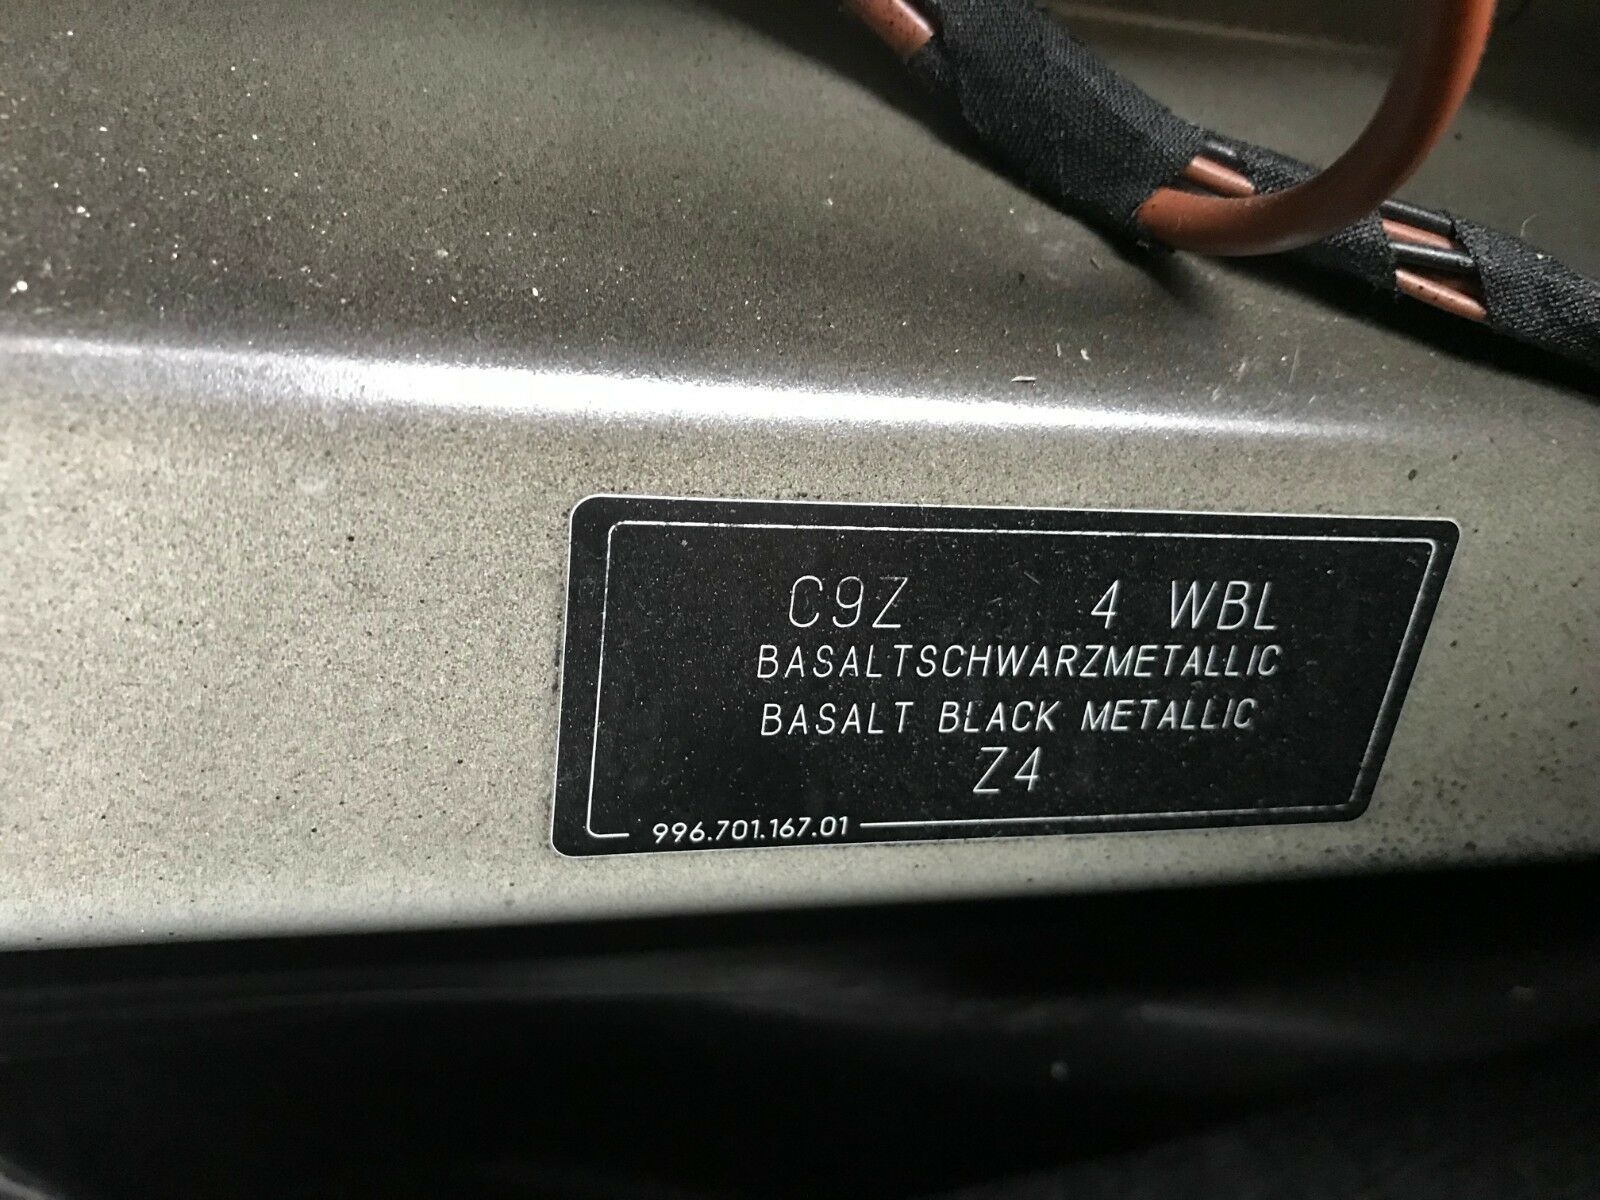 C9Z 4 WBL
BASALTSCHWARZMETALLIC
BASALT BLACK METALLIC
Z4
996.701.167.01